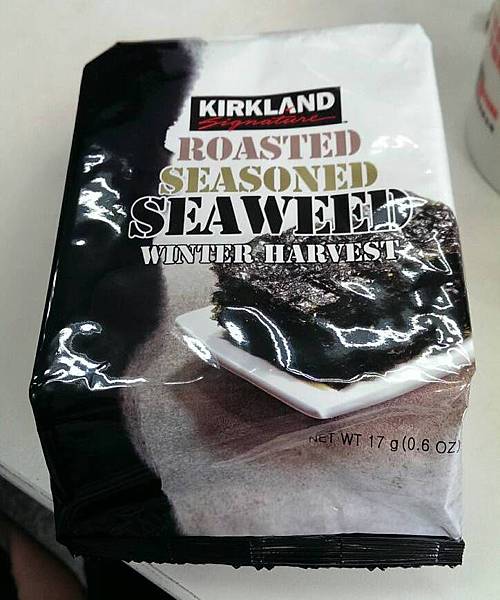 KIRKLAND
Signature
ROASTED
SEASONED
SEAWEED
WINTER HARVEST
NET WT 17 g (0.6 OZ)